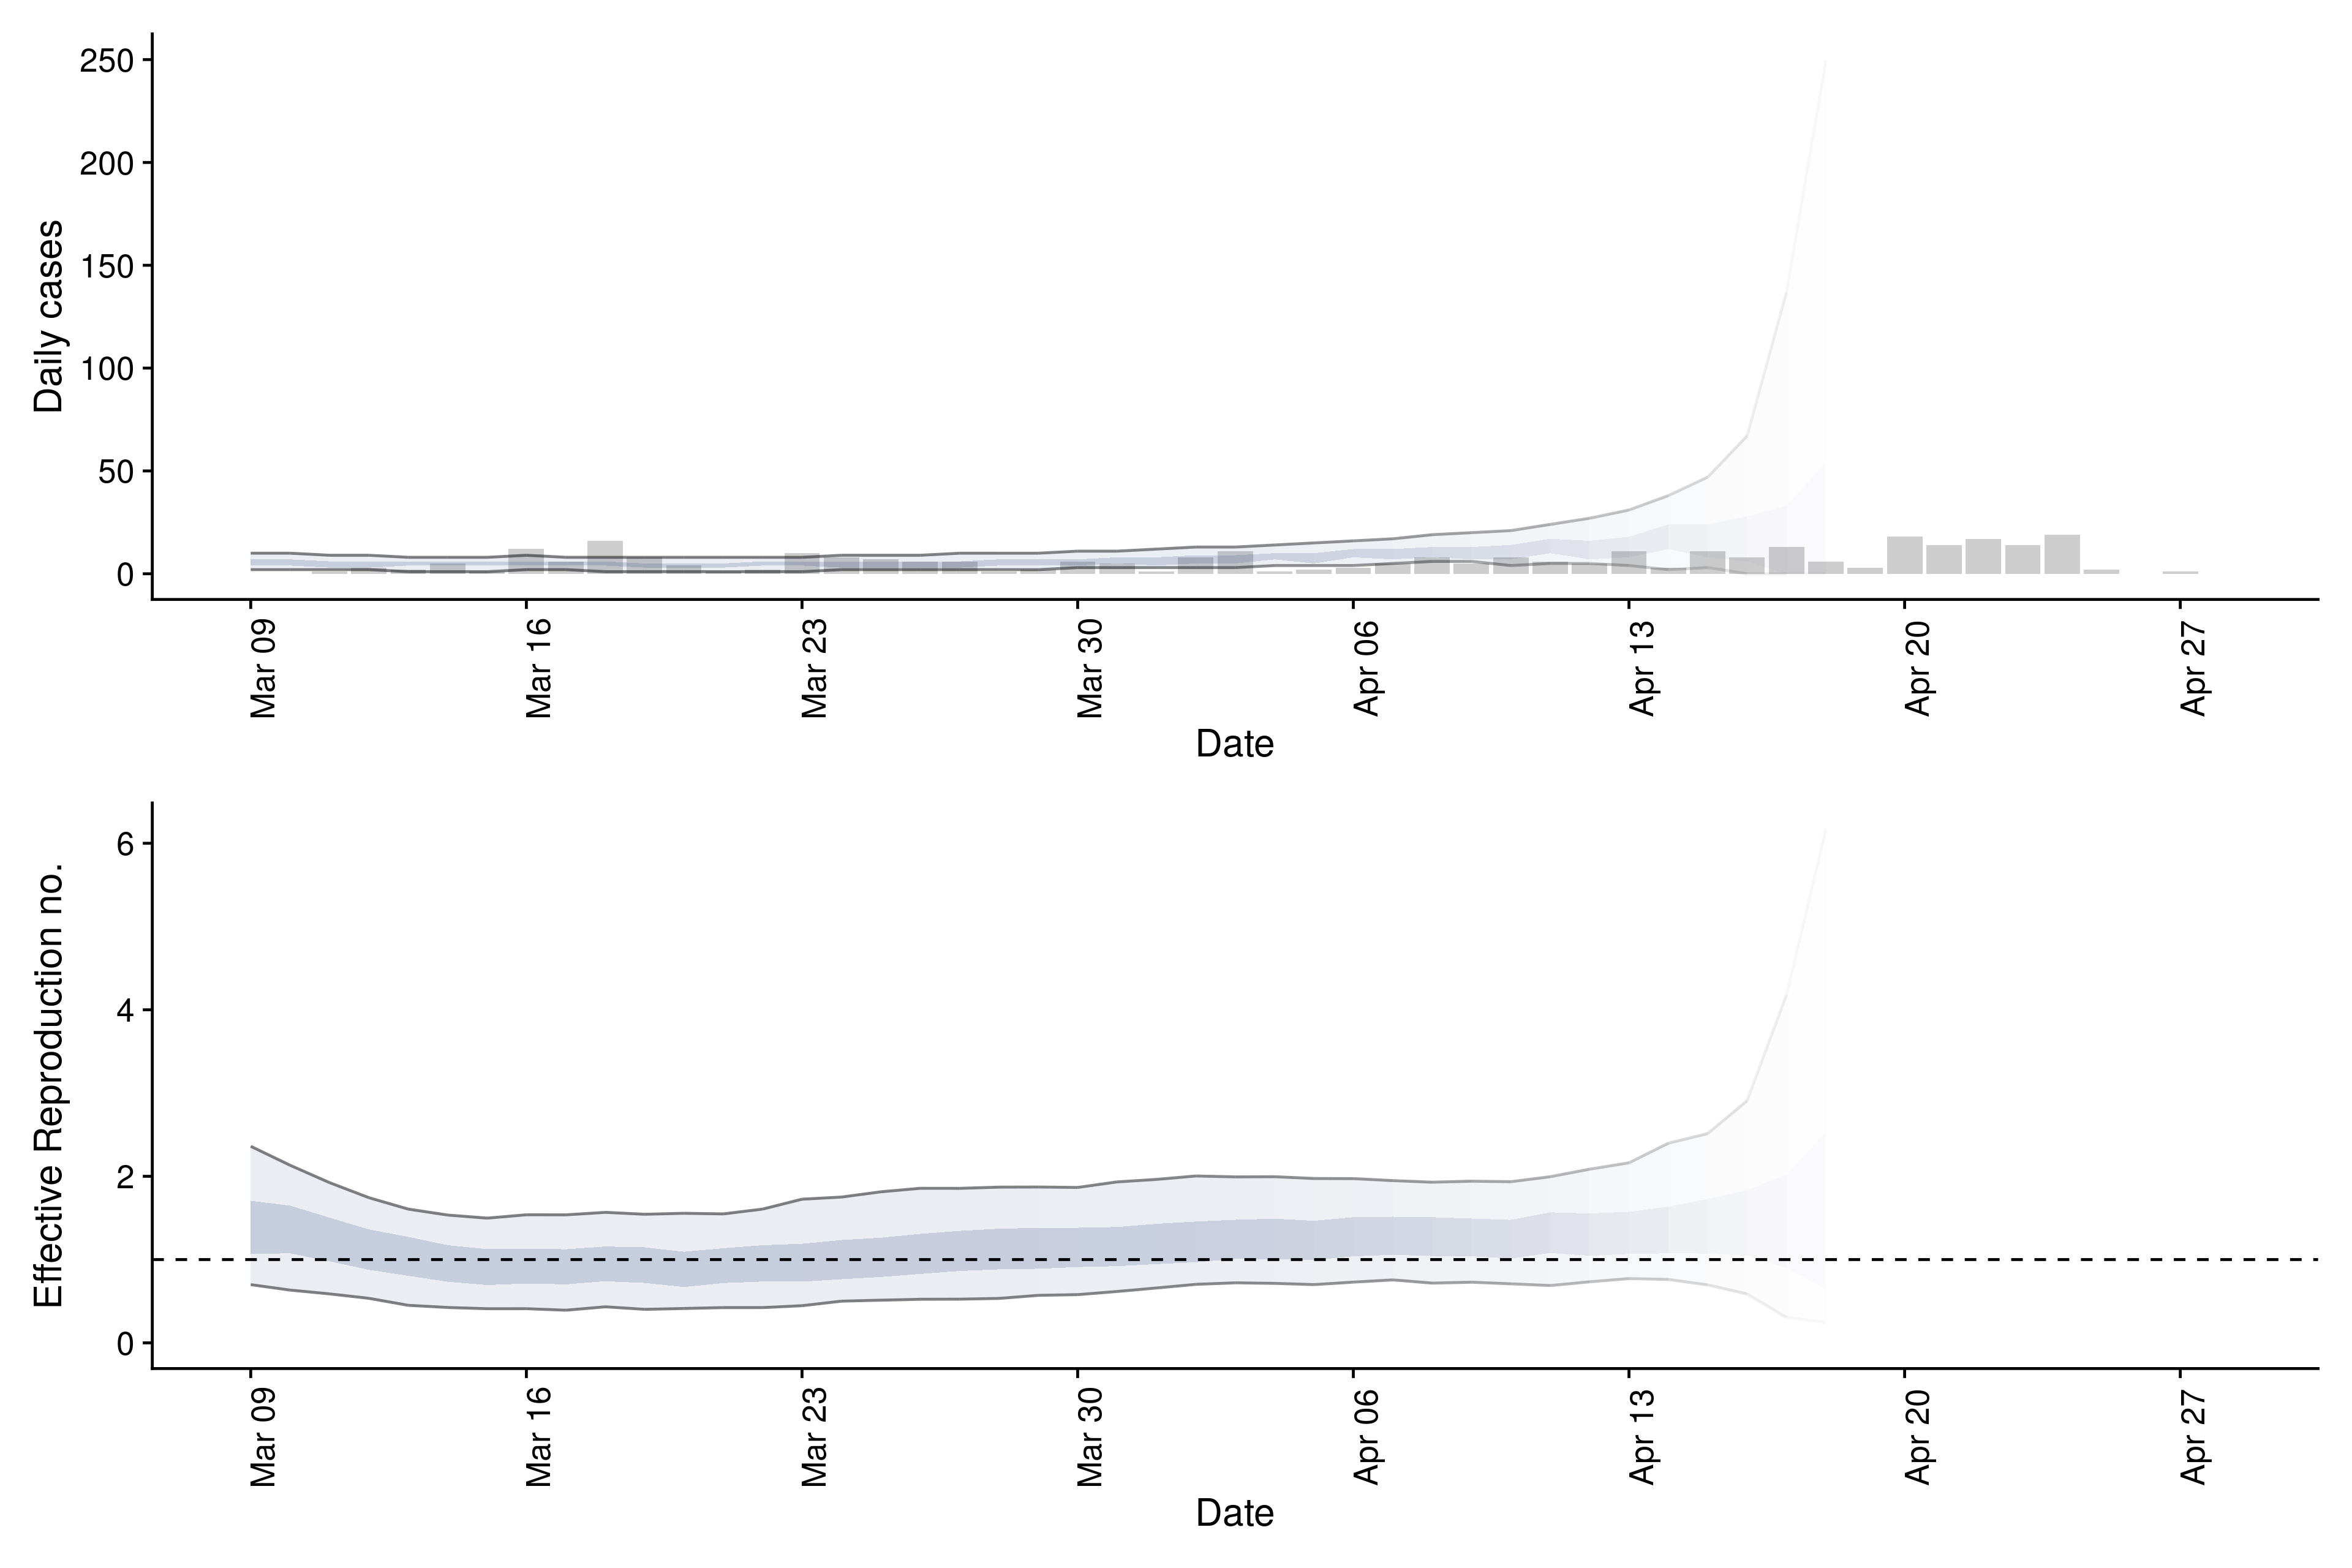 250
200
150
100
50
0
Daily cases
Mar 09
Mar 16
Mar 23
Mar 30
Apr 06
Apr 13
Apr 20
Apr 27
Date
6
4
2
0
Effective Reproduction no.
Mar 09
Mar 16
Mar 23
Mar 30
Apr 06
Apr 13
Apr 20
Apr 27
Date